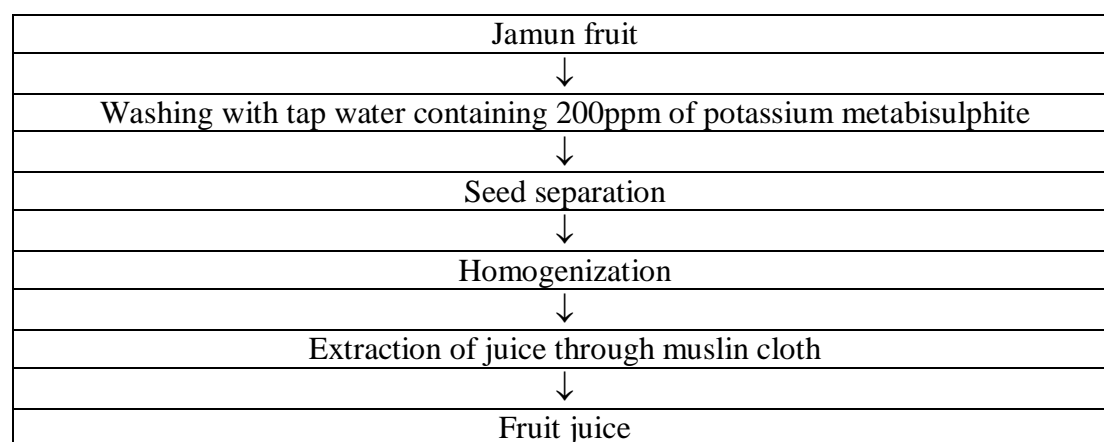 Jamun fruit
↓
Washing with tap water containing 200ppm of potassium metabisulphite
↓
Seed separation
↓
Homogenization
↓
Extraction of juice through muslin cloth
↓
Fruit juice